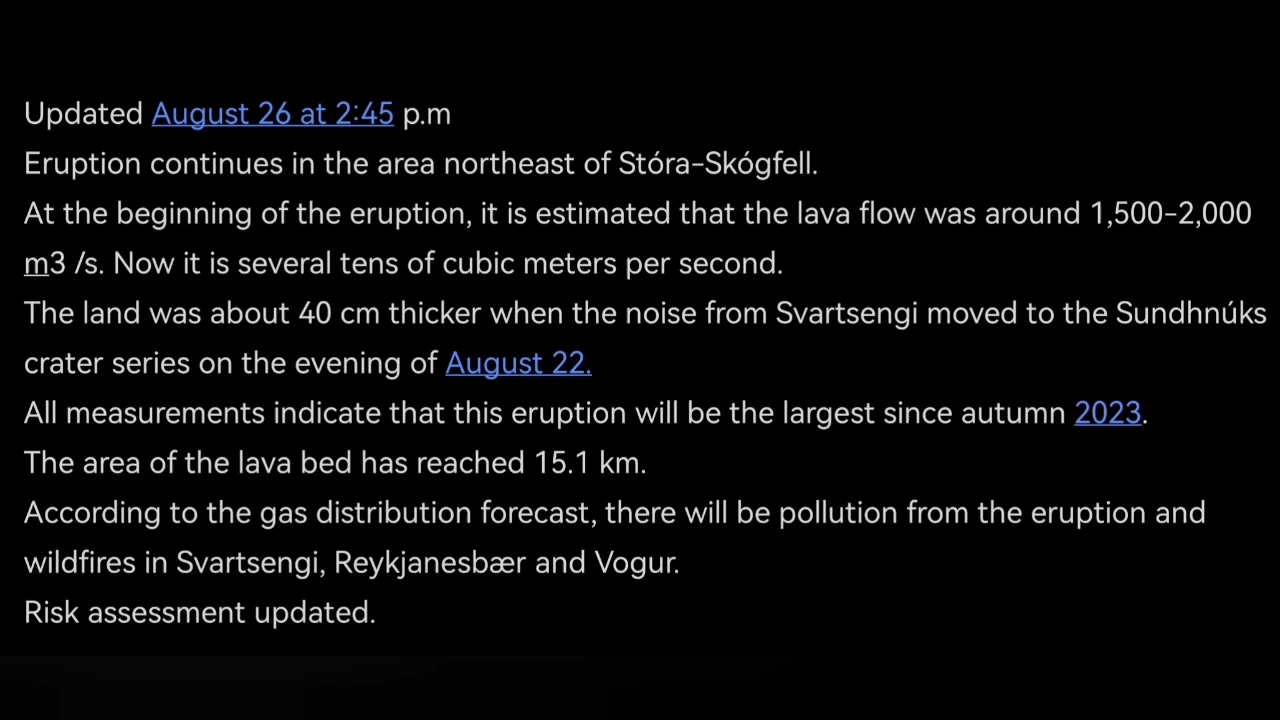 Updated August 26 at 2:45 p.m
Eruption continues in the area northeast of Stóra-Skógfell.
At the beginning of the eruption, it is estimated that the lava flow was around 1,500-2,000
m3 /s. Now it is several tens of cubic meters per second.
The land was about 40 cm thicker when the noise from Svartsengi moved to the Sundhnúks
crater series on the evening of August 22.
All measurements indicate that this eruption will be the largest since autumn 2023.
The area of the lava bed has reached 15.1 km.
According to the gas distribution forecast, there will be pollution from the eruption and
wildfires in Svartsengi, Reykjanesbær and Vogur.
Risk assessment updated.